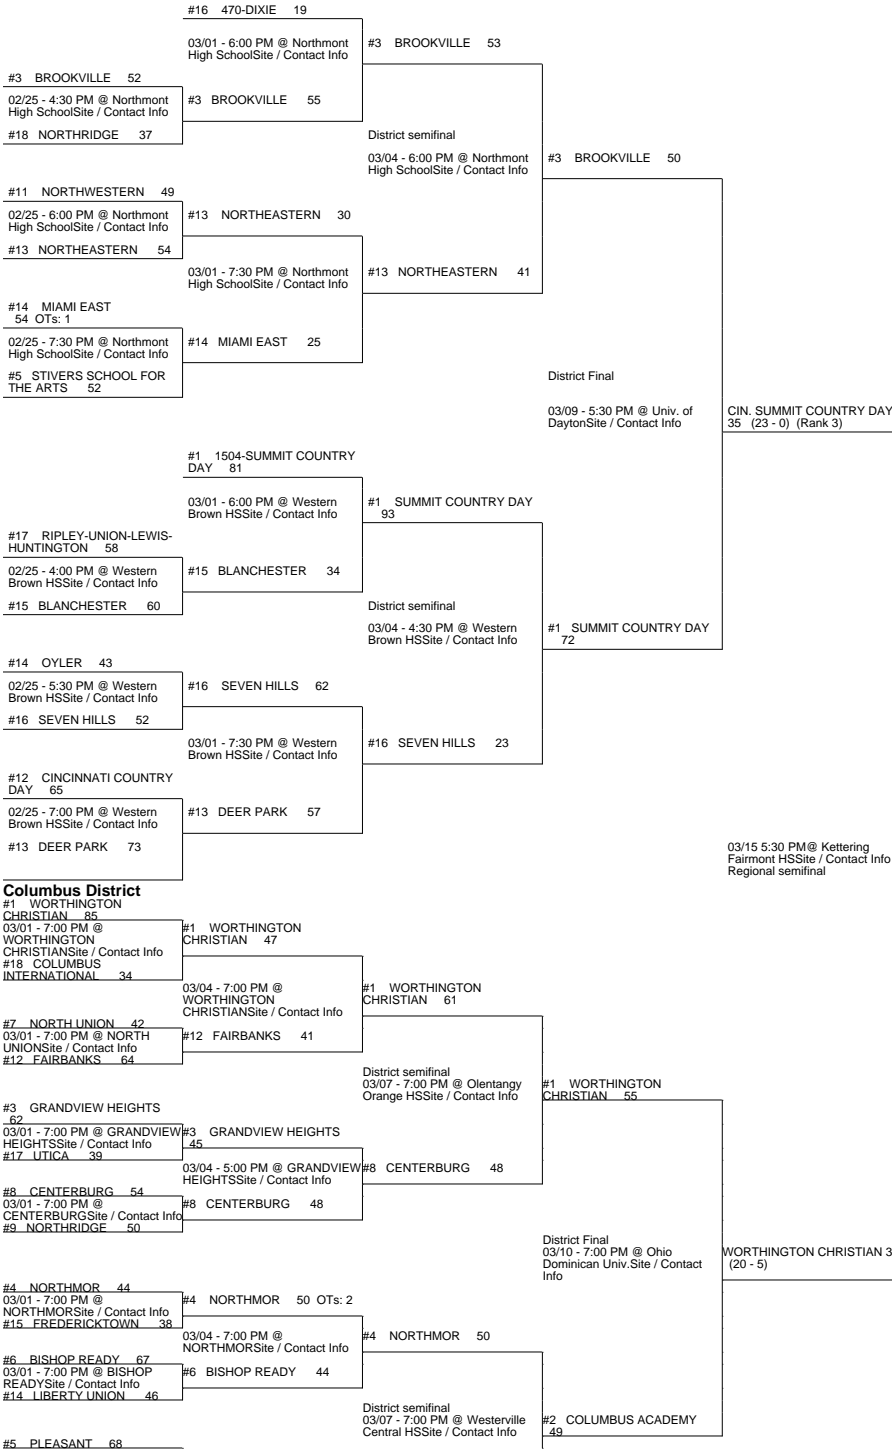 #16 470-DIXIE 19
03/01 - 6:00 PM @ Northmont
High SchoolSite / Contact Info
#3 BROOKVILLE 53
#3 BROOKVILLE 52
02/25 - 4:30 PM @ Northmont
High SchoolSite / Contact Info
#3 BROOKVILLE 55
#18 NORTHRIDGE 37
District semifinal
03/04 - 6:00 PM @ Northmont
High SchoolSite / Contact Info
#3 BROOKVILLE 50
#11 NORTHWESTERN 49
02/25 - 6:00 PM @ Northmont
High SchoolSite / Contact Info
#13 NORTHEASTERN 30
#13 NORTHEASTERN 54
03/01 - 7:30 PM @ Northmont
High SchoolSite / Contact Info
#13 NORTHEASTERN 41
#14 MIAMI EAST
54 OTs: 1
02/25 - 7:30 PM @ Northmont
High SchoolSite / Contact Info
#14 MIAMI EAST 25
#5 STIVERS SCHOOL FOR
THE ARTS 52
District Final
03/09 - 5:30 PM @ Univ. of
DaytonSite / Contact Info
CIN. SUMMIT COUNTRY DAY
35 (23 - 0) (Rank 3)
#1 1504-SUMMIT COUNTRY
DAY 81
03/01 - 6:00 PM @ Western
Brown HSSite / Contact Info
#1 SUMMIT COUNTRY DAY
93
#17 RIPLEY-UNION-LEWIS-
HUNTINGTON 58
02/25 - 4:00 PM @ Western
Brown HSSite / Contact Info
#15 BLANCHESTER 34
#15 BLANCHESTER 60
District semifinal
03/04 - 4:30 PM @ Western
Brown HSSite / Contact Info
#1 SUMMIT COUNTRY DAY
72
#14 OYLER 43
02/25 - 5:30 PM @ Western
Brown HSSite / Contact Info
#16 SEVEN HILLS 62
#16 SEVEN HILLS 52
03/01 - 7:30 PM @ Western
Brown HSSite / Contact Info
#16 SEVEN HILLS 23
#12 CINCINNATI COUNTRY
DAY 65
02/25 - 7:00 PM @ Western
Brown HSSite / Contact Info
#13 DEER PARK 57
#13 DEER PARK 73
03/15 5:30 PM@ Kettering
Fairmont HSSite / Contact Info
Regional semifinal
Columbus District
#1 WORTHINGTON
CHRISTIAN 85
03/01 - 7:00 PM @
WORTHINGTON
CHRISTIANSite / Contact Info
#1 WORTHINGTON
CHRISTIAN 47
#18 COLUMBUS
INTERNATIONAL 34
03/04 - 7:00 PM @
WORTHINGTON
CHRISTIANSite / Contact Info
#1 WORTHINGTON
CHRISTIAN 61
#7 NORTH UNION 42
03/01 - 7:00 PM @ NORTH
UNIONSite / Contact Info
#12 FAIRBANKS 41
#12 FAIRBANKS 64
District semifinal
03/07 - 7:00 PM @ Olentangy
Orange HSSite / Contact Info
#1 WORTHINGTON
CHRISTIAN 55
#3 GRANDVIEW HEIGHTS
62
03/01 - 7:00 PM @ GRANDVIEW
HEIGHTSSite / Contact Info
#3 GRANDVIEW HEIGHTS
45
#17 UTICA 39
03/04 - 5:00 PM @ GRANDVIEW
HEIGHTSSite / Contact Info
#8 CENTERBURG 48
#8 CENTERBURG 54
03/01 - 7:00 PM @
CENTERBURGSite / Contact Info
#8 CENTERBURG 48
#9 NORTHRIDGE 50
District Final
03/10 - 7:00 PM @ Ohio
Dominican Univ.Site / Contact
Info
WORTHINGTON CHRISTIAN 3
(20 - 5)
#4 NORTHMOR 44
03/01 - 7:00 PM @
NORTHMORSite / Contact Info
#4 NORTHMOR 50 OTs: 2
#15 FREDERICKTOWN 38
03/04 - 7:00 PM @
NORTHMORSite / Contact Info
#4 NORTHMOR 50
#6 BISHOP READY 67
03/01 - 7:00 PM @ BISHOP
READYSite / Contact Info
#6 BISHOP READY 44
#14 LIBERTY UNION 46
District semifinal
03/07 - 7:00 PM @ Westerville
Central HSSite / Contact Info
#2 COLUMBUS ACADEMY
49
#5 PLEASANT 68